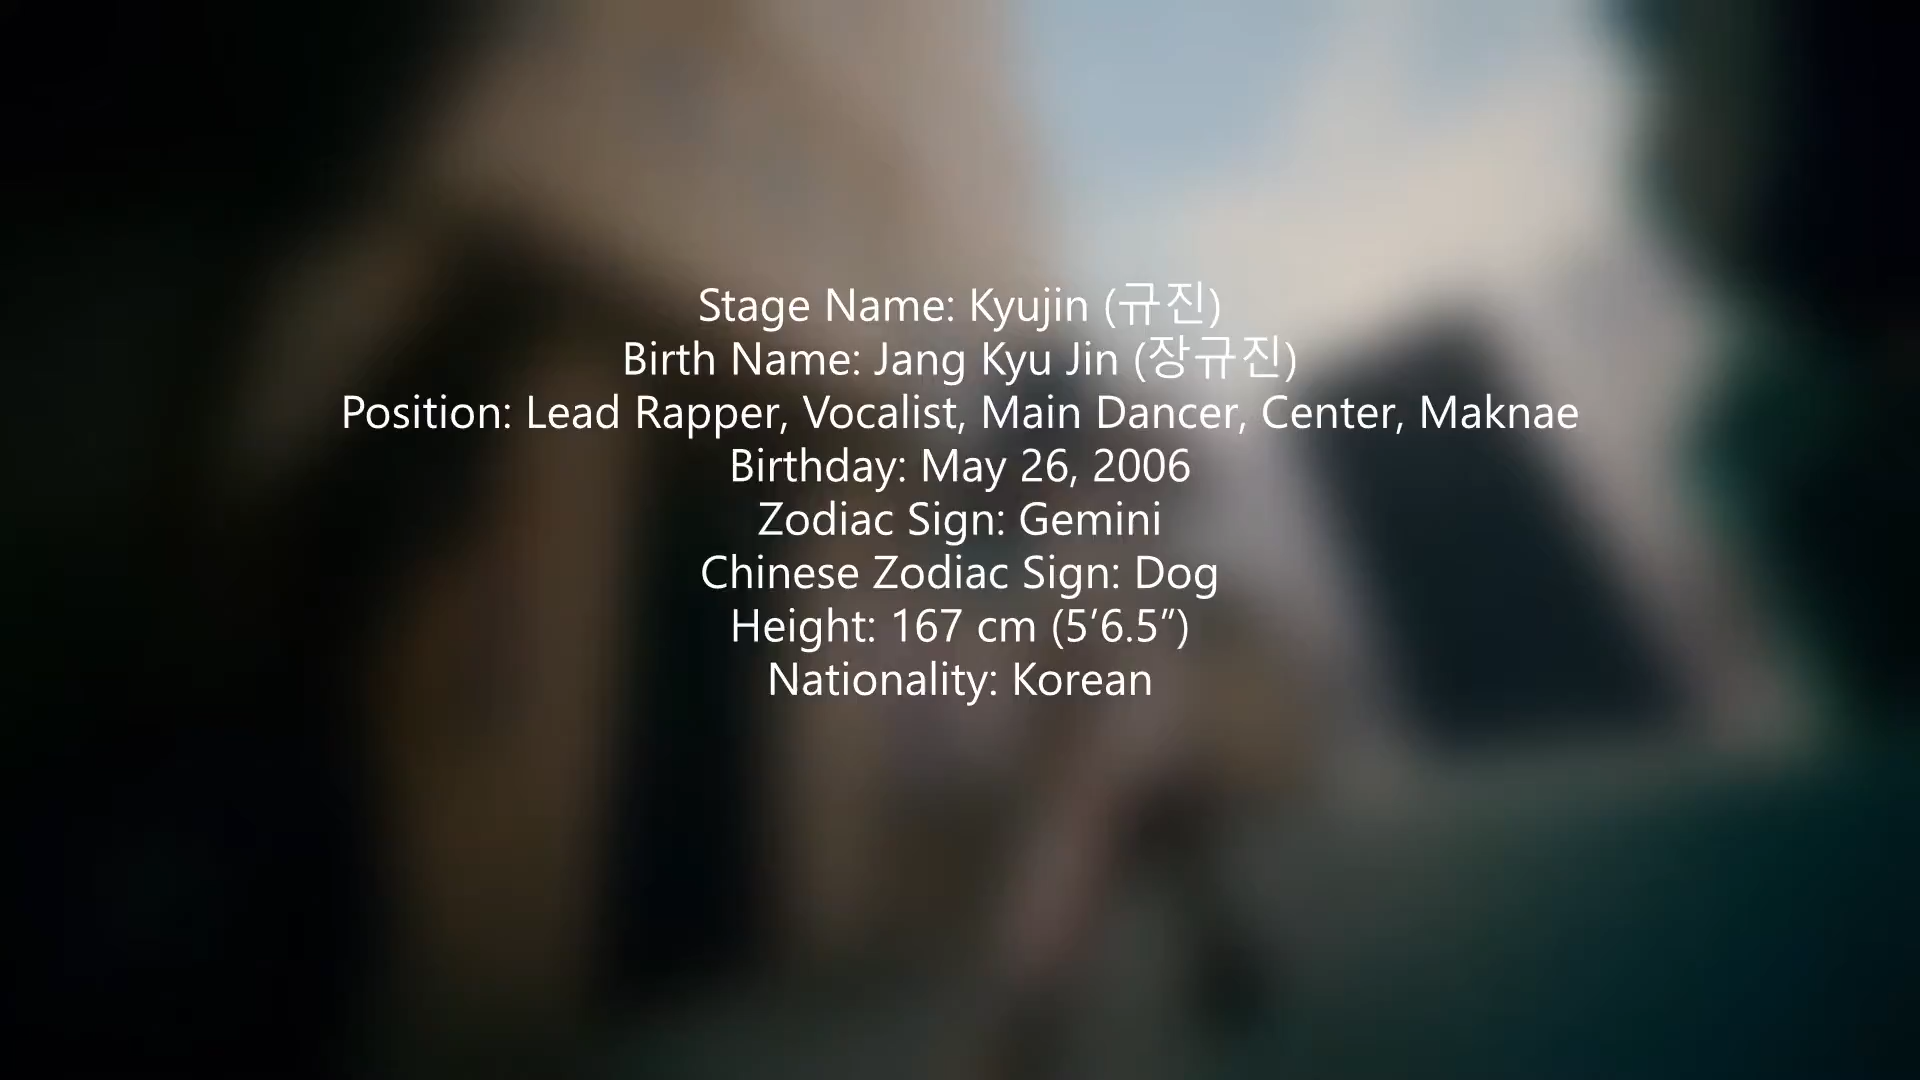 Stage Name: Kyujin (규진)
Birth Name: Jang Kyu Jin (장규진)
Position: Lead Rapper, Vocalist, Main Dancer, Center, Maknae
Birthday: May 26, 2006
Zodiac Sign: Gemini
Chinese Zodiac Sign: Dog
Height: 167 cm (5’6.5”)
Nationality: Korean